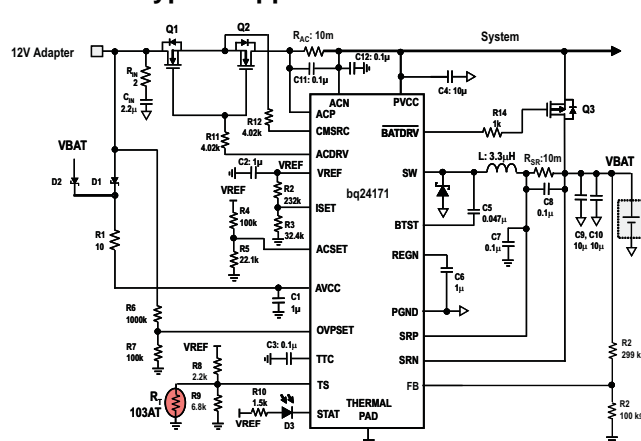 Q1
Q2
12V Adapter
RAC: 10m
System
RIN
2
CIN
2.2µ
C11: 0.1µ
C12: 0.1µ
C4: 10µ
Q3
R12
4.02k
R11
4.02k
ACN
PVCC
ACP
CMSRC
ACDRV
VREF
ISET
ACSET
AVCC
OVPSET
TTC
TS
STAT
bq24171
THERMAL
PAD
BATDRV
SW
BTST
REGN
PGND
SRP
SRN
FB
R14
1k
VBAT
D2
D1
C2: 1µ
VREF
R2
232k
R3
32.4k
VREF
R4
100k
R5
22.1k
L: 3.3µH
RSR:10m
VBAT
C5
0.047µ
C8
0.1µ
C9,
10µ
C10
10µ
C7
0.1µ
C6
1µ
R1
10
C1
1µ
R6
1000k
R7
100k
VREF
C3: 0.1µ
R8
2.2k
R9
6.8k
RT
103AT
R10
1.5k
VREF
D3
R2
299 k
R2
100 k